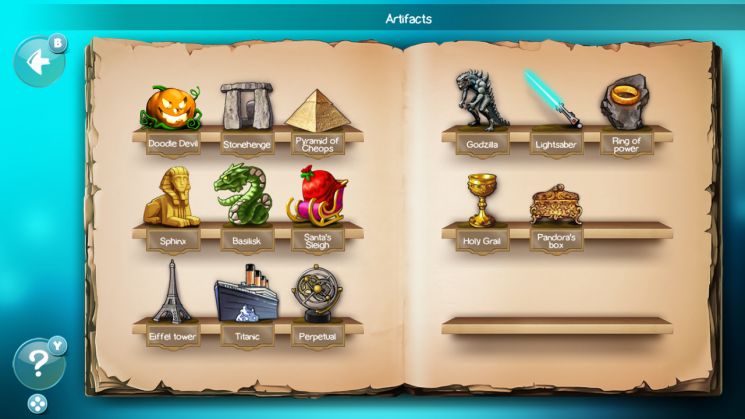 Artifacts
B
Doodle Devil
Stonehenge
Pyramid of
Cheops
Godzilla
Lightsaber
Ring of
power
Sphinx
Basilisk
Santa's
Sleigh
Holy Grail
Pandora's
box
Eiffel tower
Titanic
Perpetual
Y
?